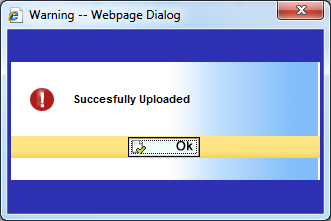 Warning -- Webpage Dialog
Succesfully Uploaded
Ok